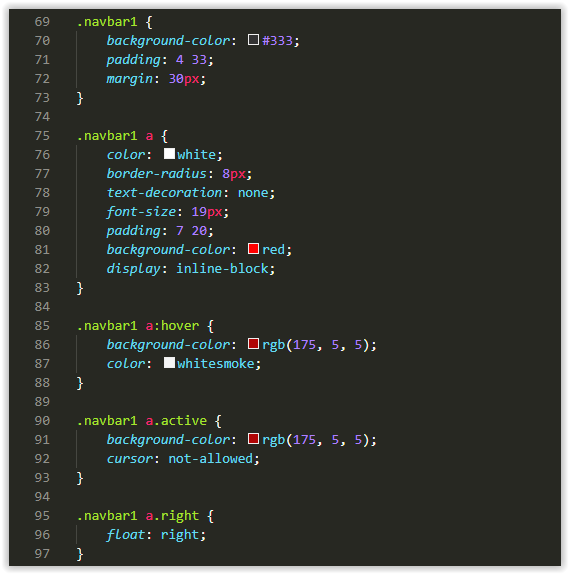 69 .navbar1 {
70 background-color: #333;
71 padding: 4 33;
72 margin: 30px;
73 }
74
75 .navbar1 a {
76 color: white;
77 border-radius: 8px;
78 text-decoration: none;
79 font-size: 19px;
80 padding: 7 20;
81 background-color: red;
82 display: inline-block;
83 }
84
85 .navbar1 a:hover {
86 background-color: rgb(175, 5, 5);
87 color: whitesmoke;
88 }
89
90 .navbar1 a.active {
91 background-color: rgb(175, 5, 5);
92 cursor: not-allowed;
93 }
94
95 .navbar1 a.right {
96 float: right;
97 }